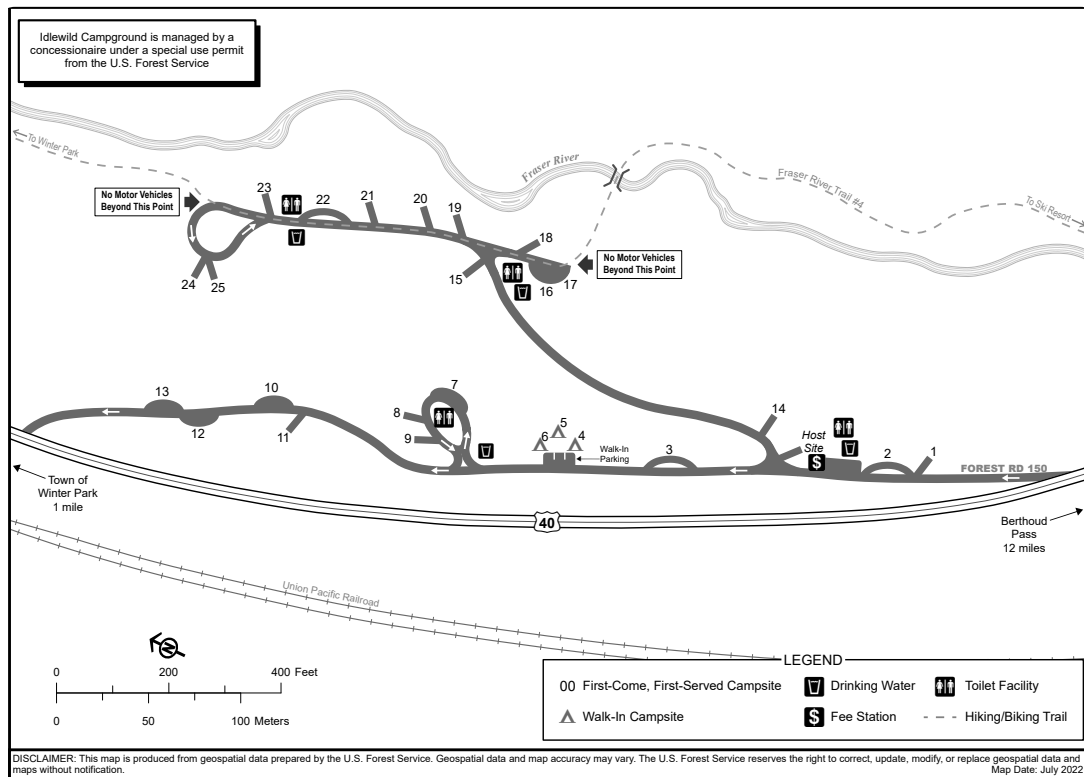 Idlewild Campground is managed by a
concessionaire under a special use permit
from the U.S. Forest Service
To Winter Park
Fraser River
Fraser River Trail #4
To Ski Resort
No Motor Vehicles
Beyond This Point
23
22
21
20
19
18
No Motor Vehicles
Beyond This Point
15
16
17
24
25
13
10
7
12
11
8
9
5
6
4
Walk-In
Parking
3
14
Host
Site
$
2
1
FOREST RD 150
Town of
Winter Park
1 mile
40
Berthoud
Pass
12 miles
Union Pacific Railroad
N
0 200 400 Feet
0 50 100 Meters
LEGEND
00 First-Come, First-Served Campsite
Drinking Water
Toilet Facility
Walk-In Campsite
$ Fee Station
Hiking/Biking Trail
DISCLAIMER: This map is produced from geospatial data prepared by the U.S. Forest Service. Geospatial data and map accuracy may vary. The U.S. Forest Service reserves the right to correct, update, modify, or replace geospatial data and
maps without notification.
Map Date: July 2022